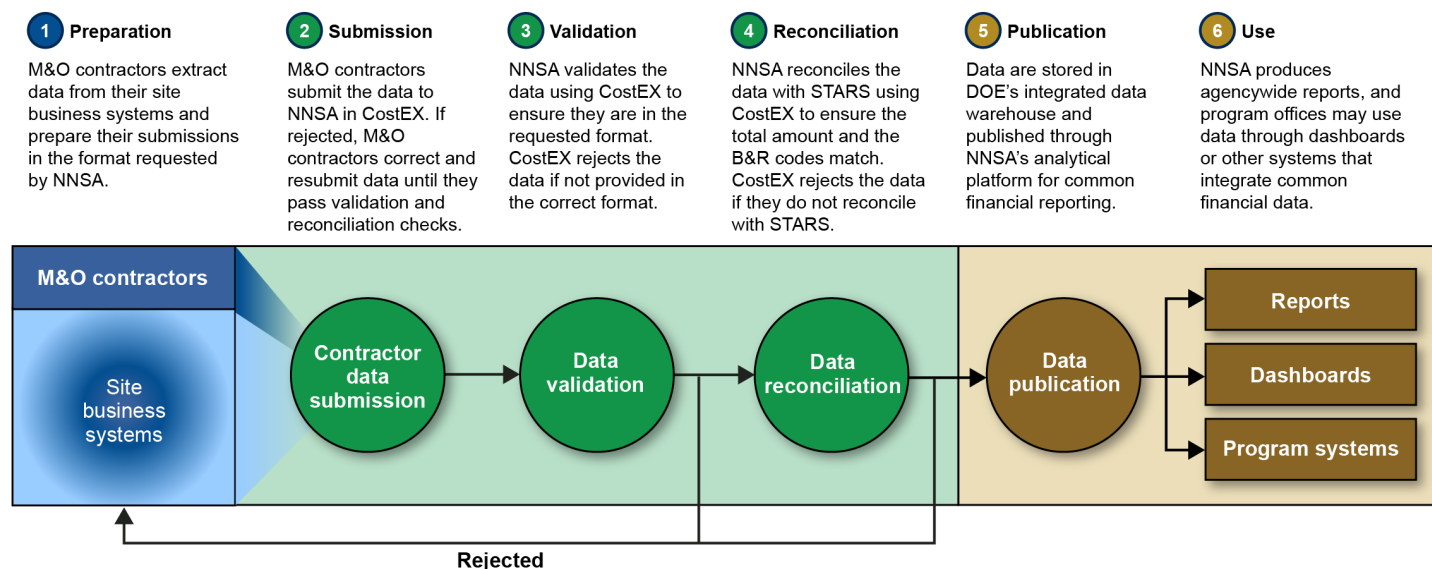 1 Preparation
M&O contractors extract
data from their site
business systems and
prepare their submissions
in the format requested
by NNSA.
2 Submission
M&O contractors
submit the data to
NNSA in CostEX. If
rejected, M&O
contractors correct and
resubmit data until they
pass validation and
reconciliation checks.
3 Validation
NNSA validates the
data using CostEX to
ensure they are in the
requested format.
CostEX rejects the
data if not provided in
the correct format.
4 Reconciliation
NNSA reconciles the
data with STARS using
CostEX to ensure the
total amount and the
B&R codes match.
CostEX rejects the data
if they do not reconcile
with STARS.
5 Publication
Data are stored in
DOE's integrated data
warehouse and
published through
NNSA's analytical
platform for common
financial reporting.
6 Use
NNSA produces
agencywide reports, and
program offices may use
data through dashboards
or other systems that
integrate common
financial data.
M&O contractors
Site
business
systems
Contractor
data
submission
Data
validation
Data
reconciliation
Data
publication
Reports
Dashboards
Program systems
Rejected